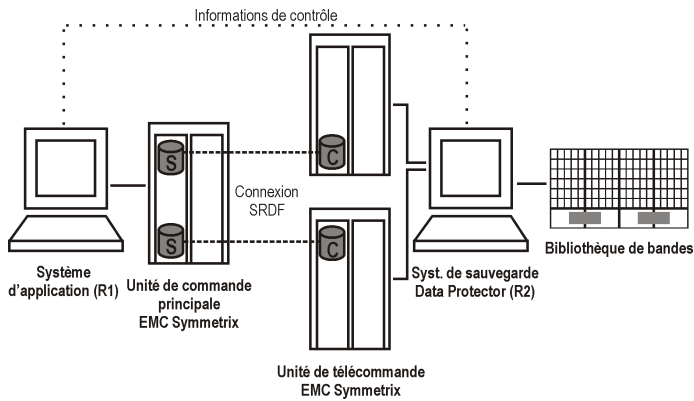 Informations de contrôle
S
C
Connexion
SRDF
S
C
Système
d'application (R1)
Unité de commande
principale
EMC Symmetrix
Syst. de sauvegarde
Data Protector (R2)
Bibliothèque de bandes
Unité de télécommande
EMC Symmetrix